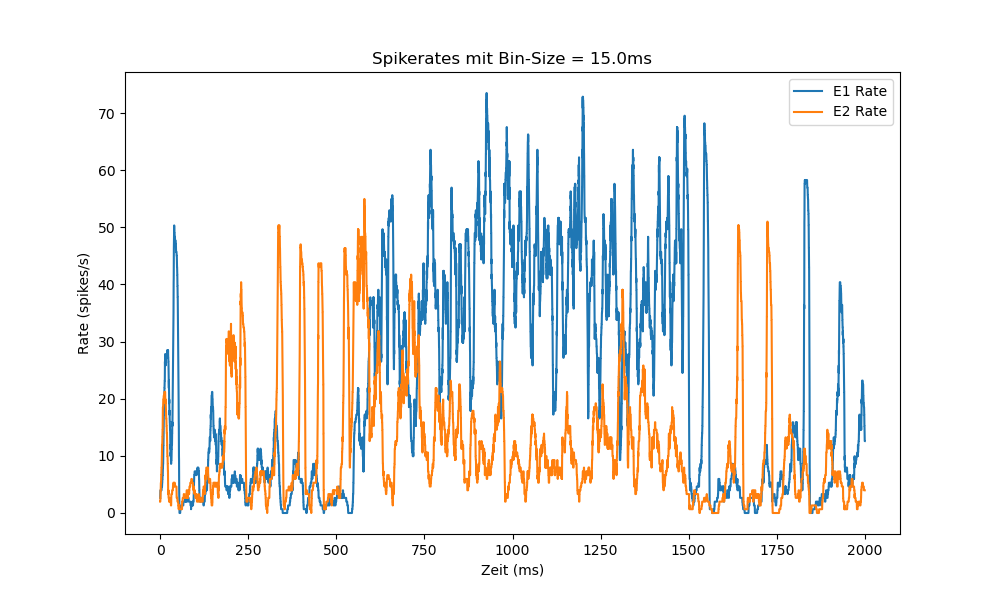 Spikerates mit Bin-Size = 15.0ms
E1 Rate
E2 Rate
Rate (spikes/s)
70
60
50
40
30
20
10
0
0 250 500 750 1000 1250 1500 1750 2000
Zeit (ms)